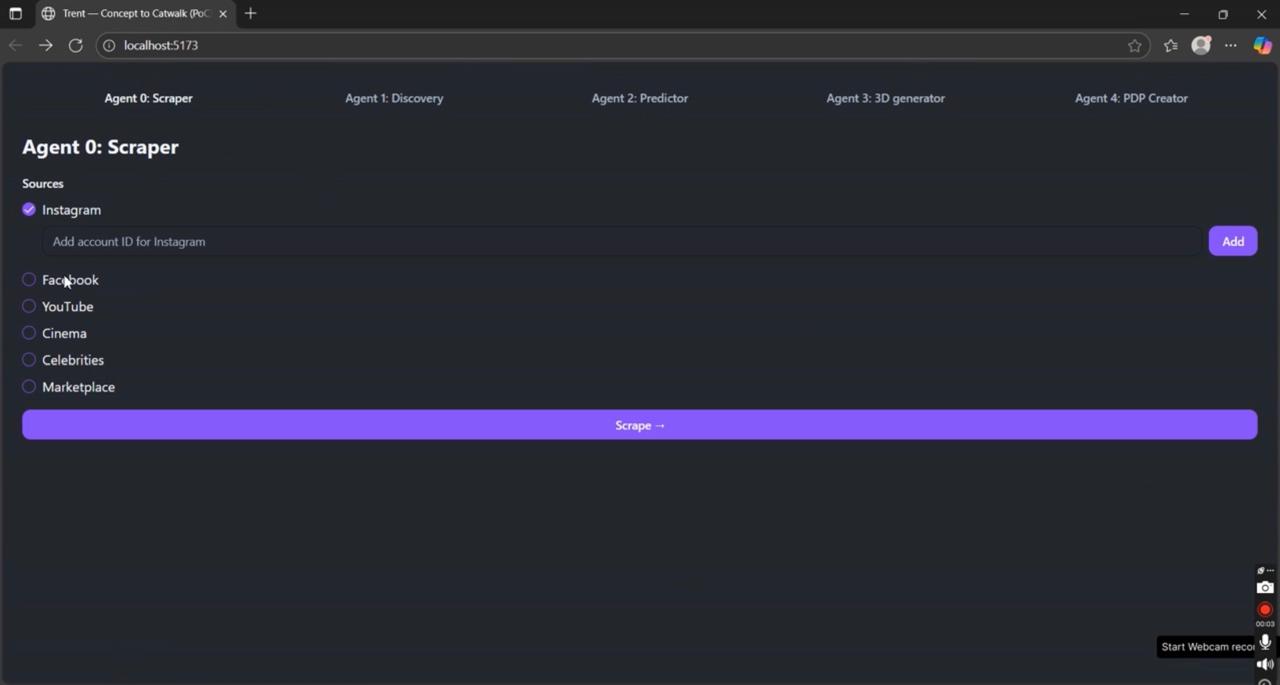 Trent — Concept to Catwalk (PoC
localhost:5173
Agent 0: Scraper
Agent 1: Discovery
Agent 2: Predictor
Agent 3: 3D generator
Agent 4: PDP Creator
Agent 0: Scraper
Sources
Instagram
Add account ID for Instagram
Add
Facebook
YouTube
Cinema
Celebrities
Marketplace
Scrape →
00:03
Start Webcam reco